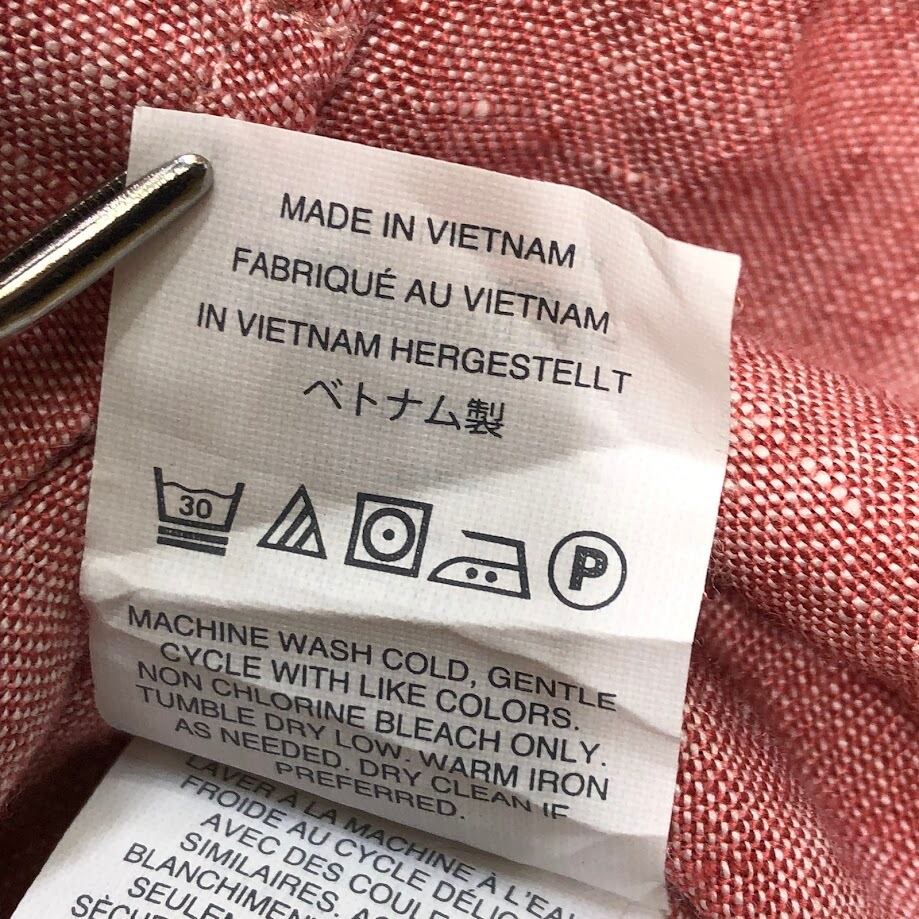 MADE IN VIETNAM
FABRIQUÉ AU VIETNAM
IN VIETNAM HERGESTELLT
ベトナム製
30
P
MACHINE WASH COLD, GENTLE
CYCLE WITH LIKE COLORS.
NON CHLORINE BLEACH ONLY.
TUMBLE DRY LOW. WARM IRON
AS NEEDED. DRY CLEAN IF
PREFERRED.
LAVER À LA MACHINE À L'EAU
FROIDE AU CYCLE
AVEC DES
SIMILAIRES.